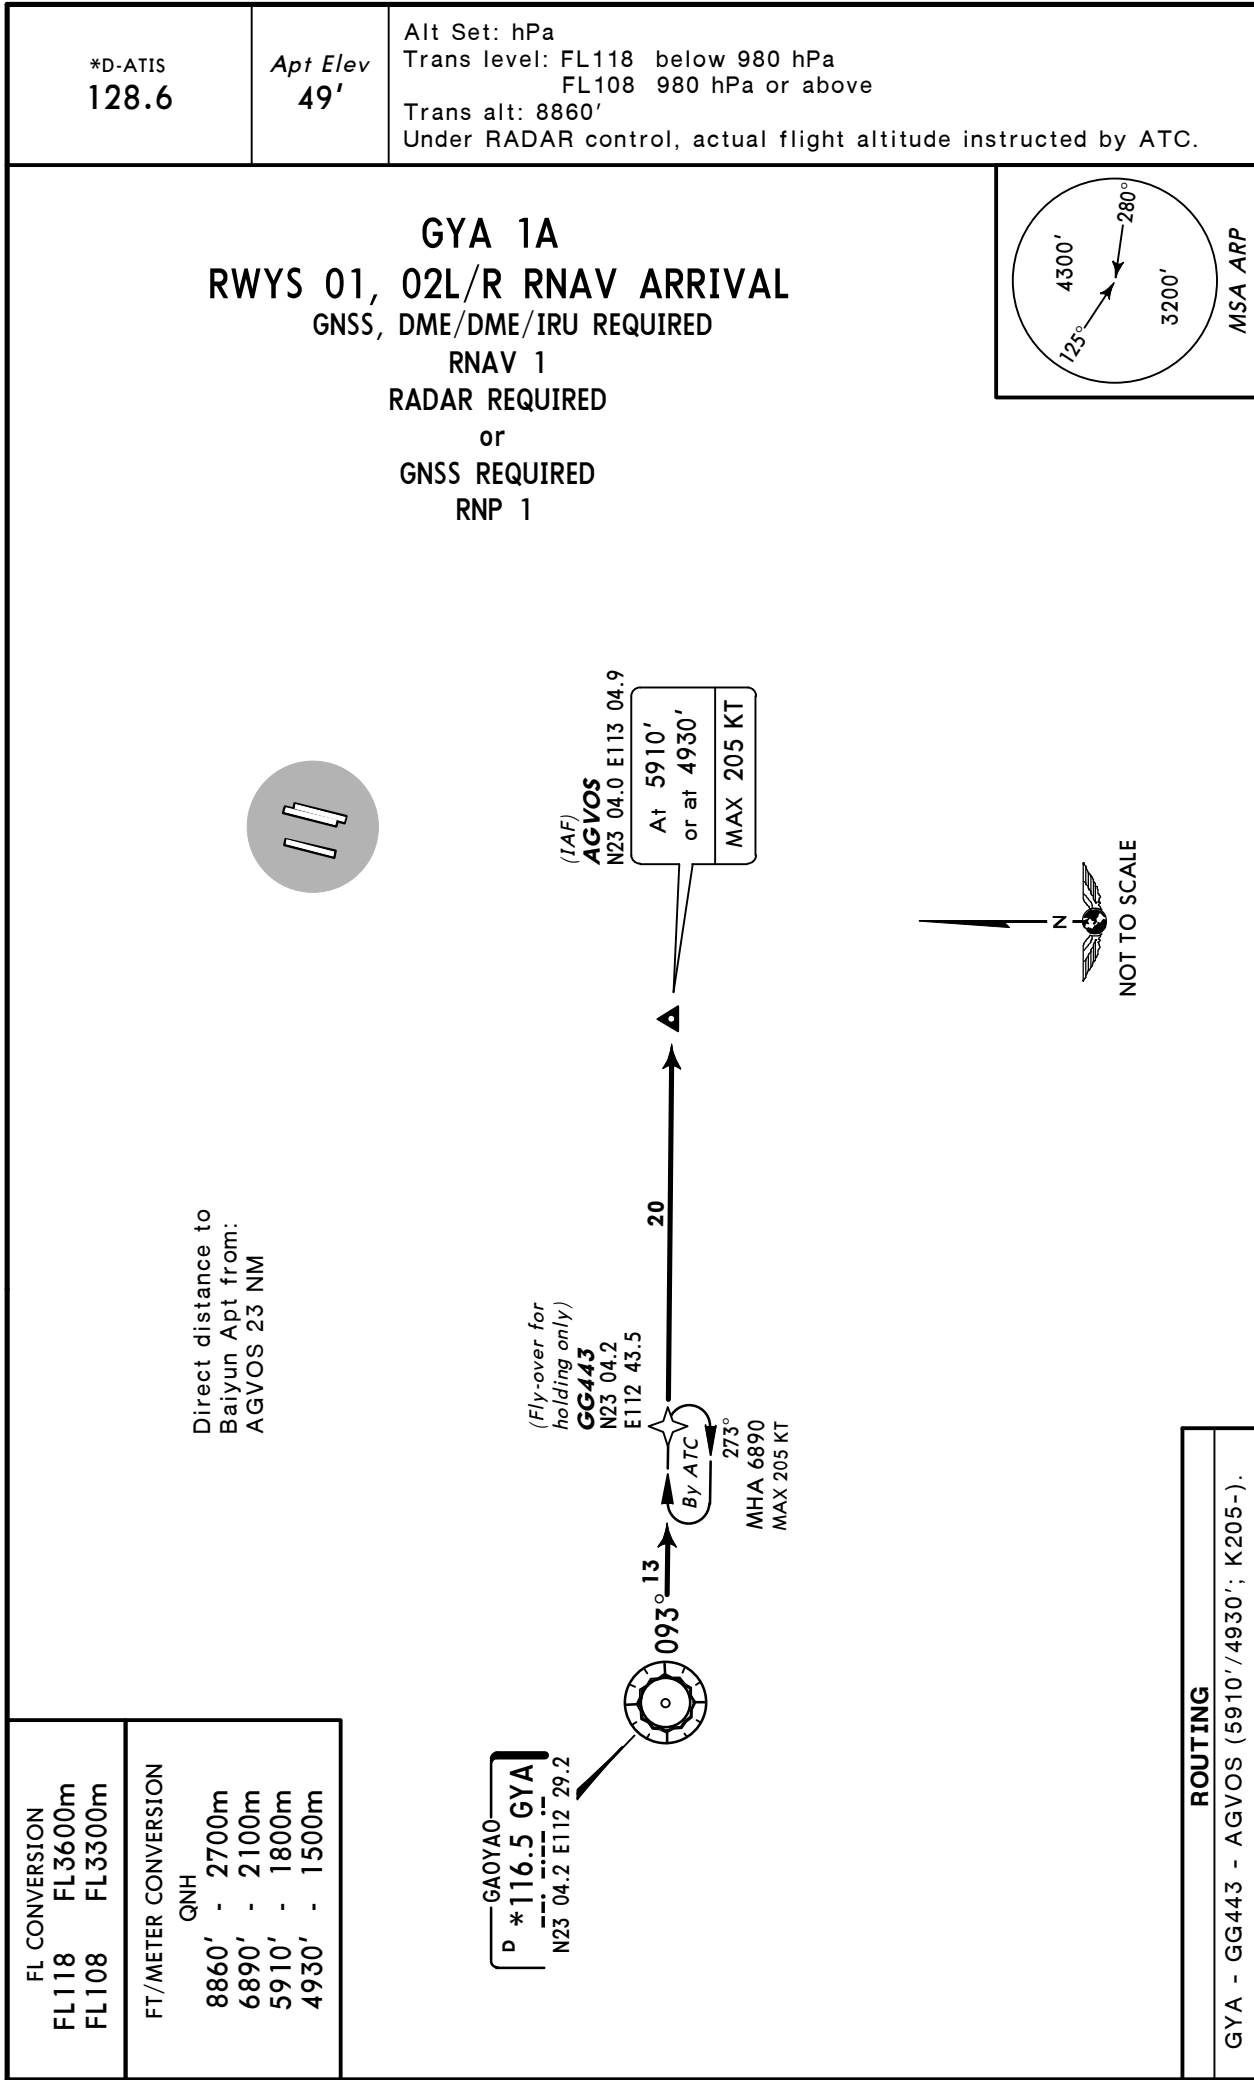 *D-ATIS
128.6
Apt Elev
49'
Alt Set: hPa
Trans level: FL118 below 980 hPa
FL108 980 hPa or above
Trans alt: 8860'
Under RADAR control, actual flight altitude instructed by ATC.
GYA 1A
RWYS 01, 02L/R RNAV ARRIVAL
GNSS, DME/DME/IRU REQUIRED
RNAV 1
RADAR REQUIRED
or
GNSS REQUIRED
RNP 1
125°
4300'
280°
3200'
MSA ARP
Direct distance to
Baiyun Apt from:
AGVOS 23 NM
(IAF)
AGVOS
N23 04.0 E113 04.9
At 5910'
or at 4930'
MAX 205 KT
N
NOT TO SCALE
20
(Fly-over for
holding only)
GG443
N23 04.2
E112 43.5
By ATC
273°
MHA 6890
MAX 205 KT
13
093°
GAOYAO
D *116.5 GYA
N23 04.2 E112 29.2
FL CONVERSION
FL118 FL3600m
FL108 FL3300m
FT/METER CONVERSION
QNH
8860' - 2700m
6890' - 2100m
5910' - 1800m
4930' - 1500m
ROUTING
GYA - GG443 - AGVOS (5910'/4930'; K205-).